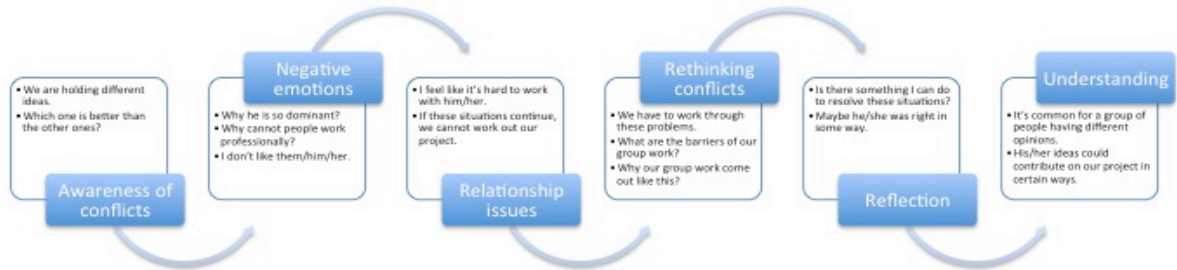 • We are holding different
ideas.
• Which one is better than
the other ones?
Awareness of
conflicts
Negative
emotions
• Why he is so dominant?
• Why cannot people work
professionally?
• I don't like them/him/her.
• I feel like it's hard to work
with him/her.
• If these situations continue,
we cannot work out our
project.
Relationship
issues
Rethinking
conflicts
• We have to work through
these problems.
• What are the barriers of our
group work?
• Why our group work come
out like this?
• Is there something I can do
to resolve these situations?
• Maybe he/she was right in
some way.
Reflection
Understanding
• It's common for a group of
people having different
opinions.
• His/her ideas could
contribute on our project in
certain ways.